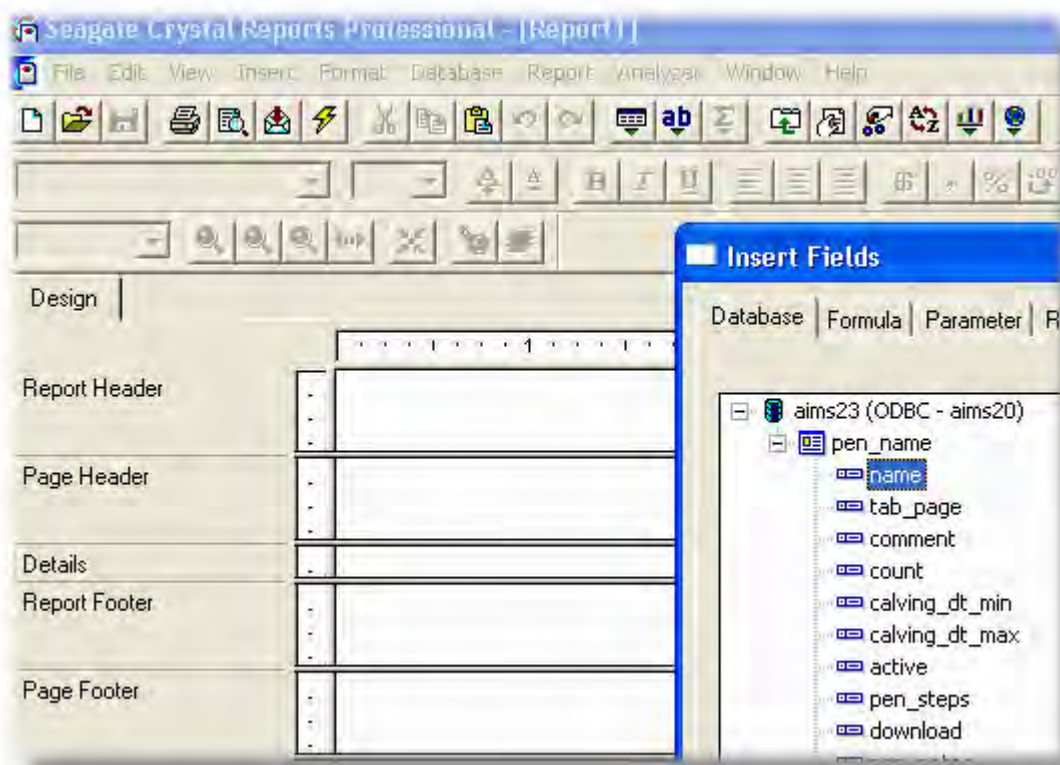 Seagate Crystal Reports Professional - [Report1]
File Edit View Insert Format Database Report Analyzer Window Help
Design
Insert Fields
Database Formula Parameter
1
Report Header
Page Header
Details
Report Footer
Page Footer
aims23 (ODBC - aims20)
pen_name
name
tab_page
comment
count
calving_dt_min
calving_dt_max
active
pen_steps
download